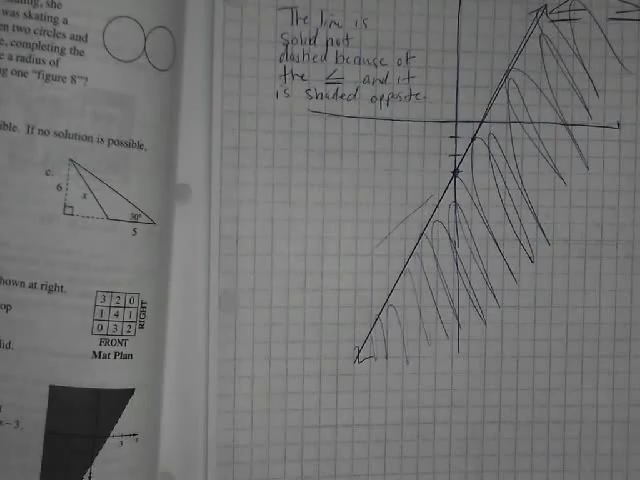 was skating a
en two circles and
e, completing the
e a radius of
ng one "figure 8"?
ible. If no solution is possible,
c.
6
x
30°
5
hown at right.
op
3 2 0
1 4 1
0 3 2
RIGHT
FRONT
Mat Plan
lid.
x - 3.
3
x
The line is
solid not
dashed because of
the ≤ and it
is shaded opposite.